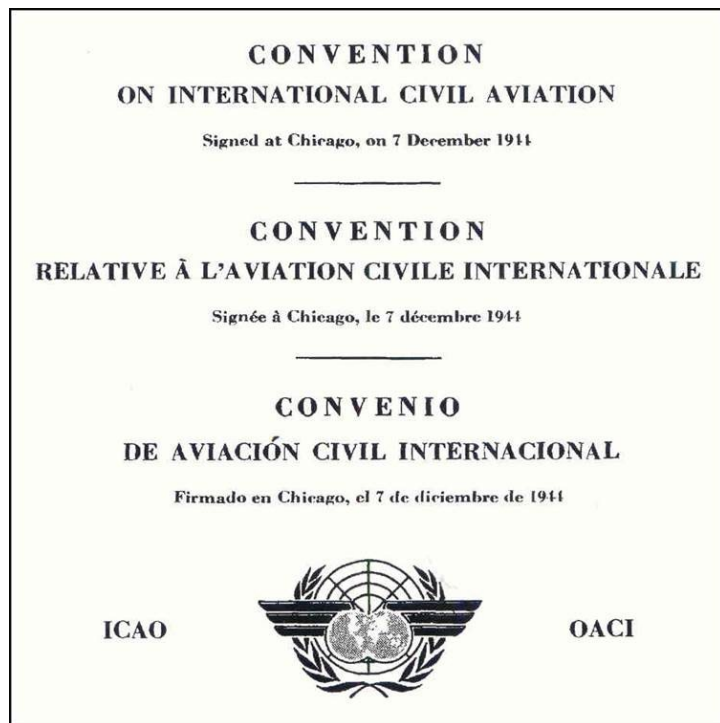 CONVENTION
ON INTERNATIONAL CIVIL AVIATION
Signed at Chicago, on 7 December 1944
CONVENTION
RELATIVE À L'AVIATION CIVILE INTERNATIONALE
Signée à Chicago, le 7 décembre 1944
CONVENIO
DE AVIACIÓN CIVIL INTERNACIONAL
Firmado en Chicago, el 7 de diciembre de 1944
ICAO OACI